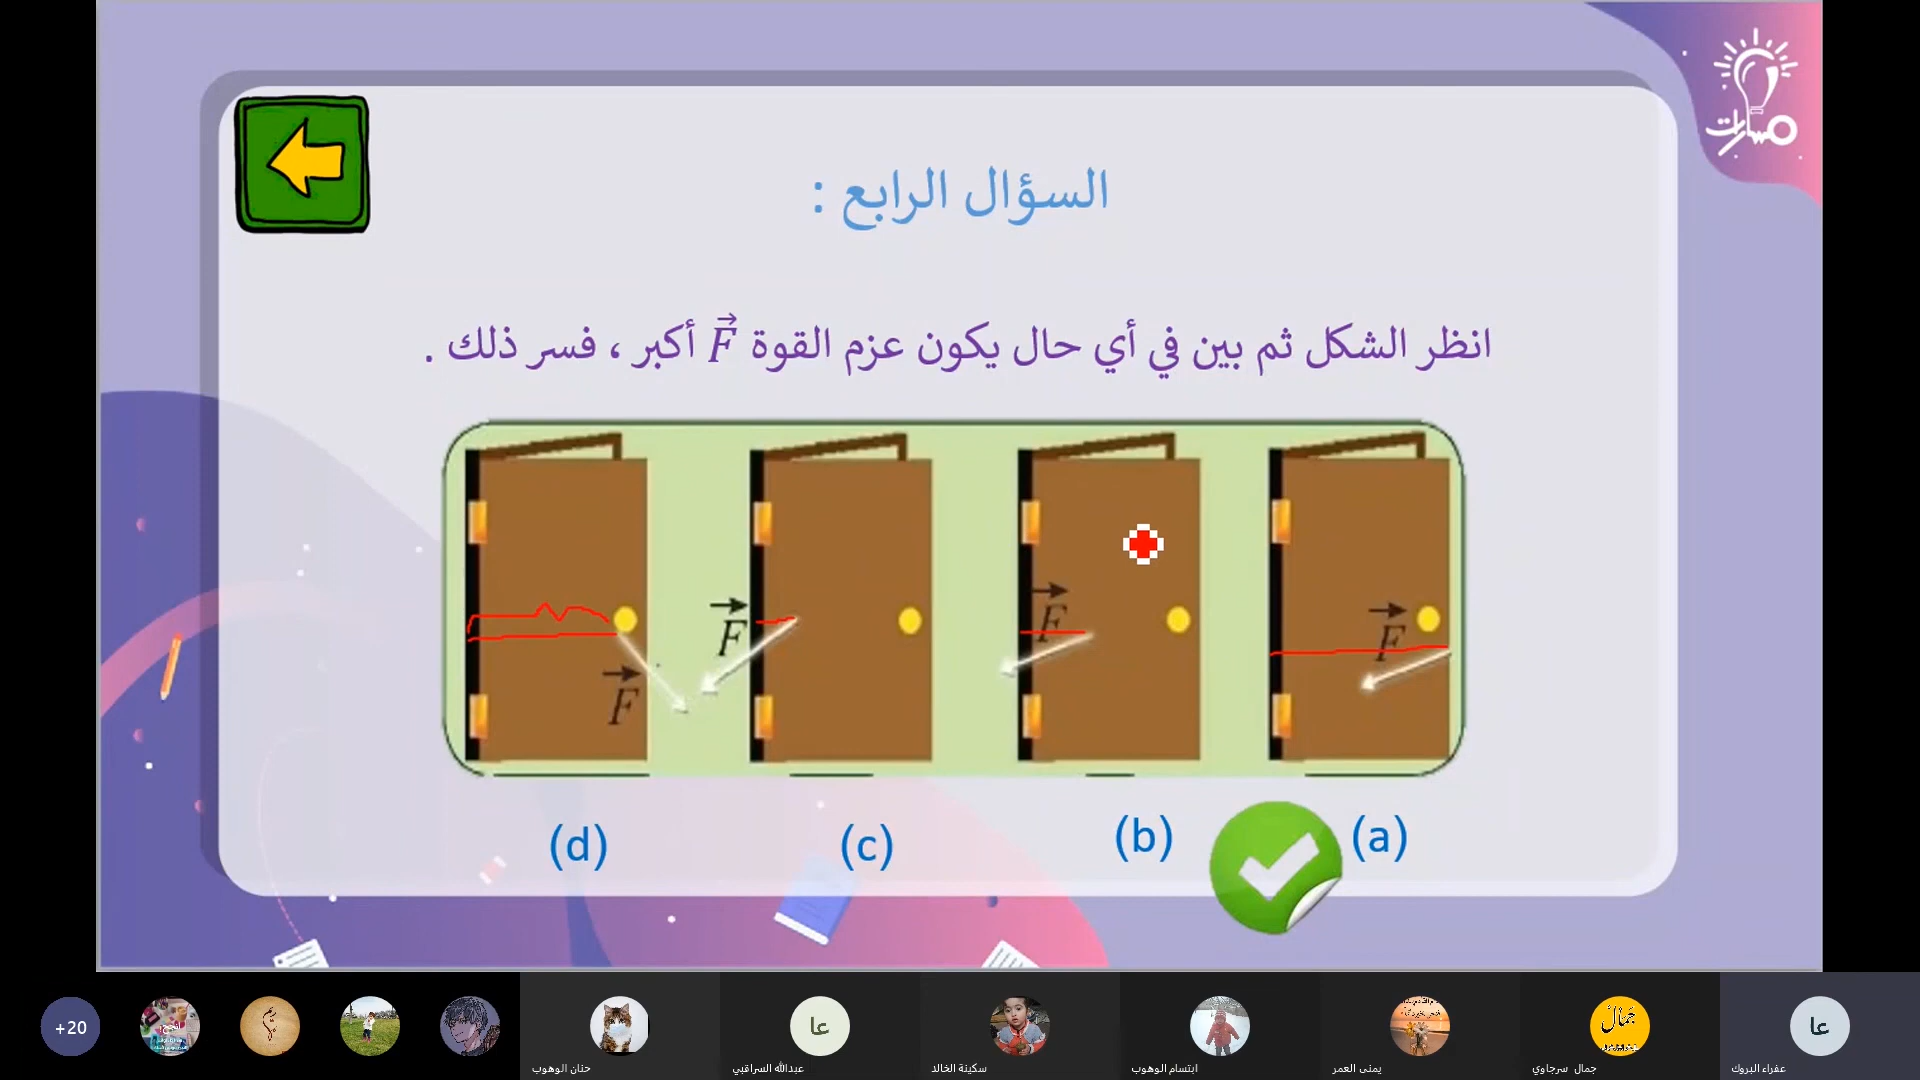 مسارات
السؤال الرابع :
انظر الشكل ثم بين في أي حال يكون عزم القوة F⃗ أكبر ، فسر ذلك .
F⃗ F⃗ F⃗ F⃗
(d) (c) (b) (a)
+20
ريم
عا
جمال
عا
حنان الوهوب
عبدالله السراقبي
سكينة الخالد
ابتسام الوهوب
يمنى العمر
جمال سرجاوي
عفراء البروك